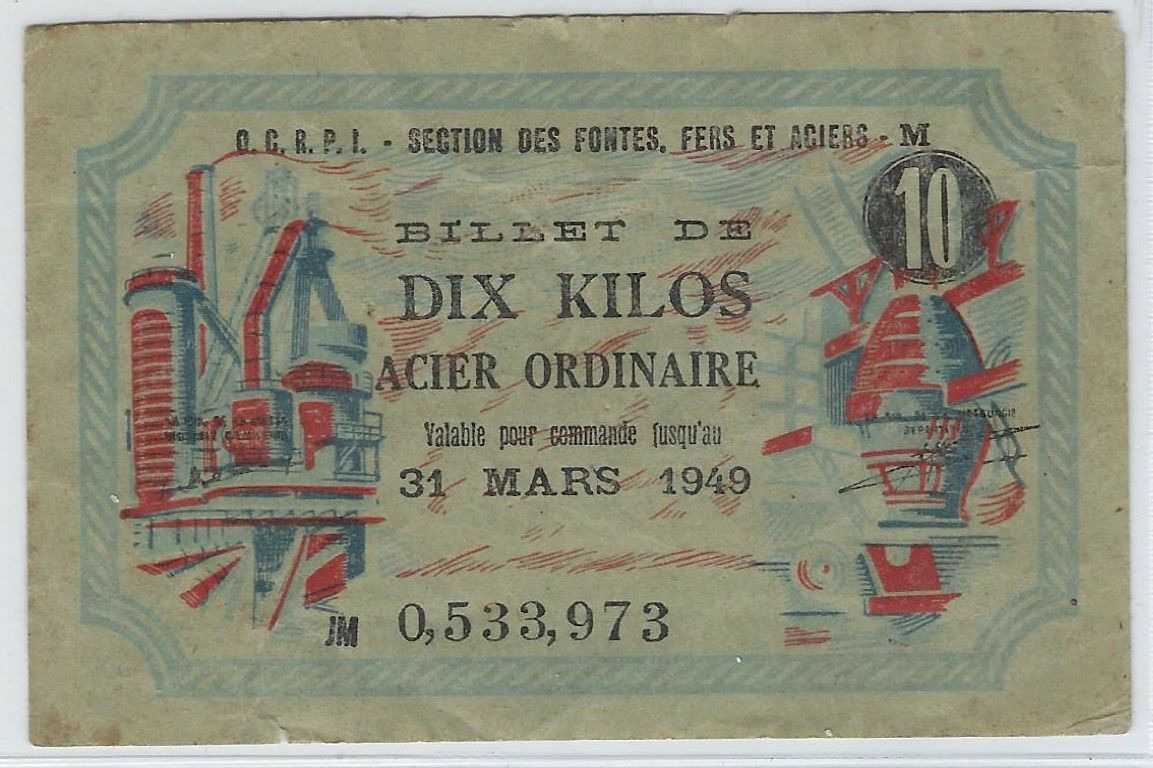 O. C. R. P. I. - SECTION DES FONTES, FERS ET ACIERS - M
10
BILLET DE
DIX KILOS
ACIER ORDINAIRE
Valable pour commande jusqu'au
31 MARS 1949
JM 0,533,973